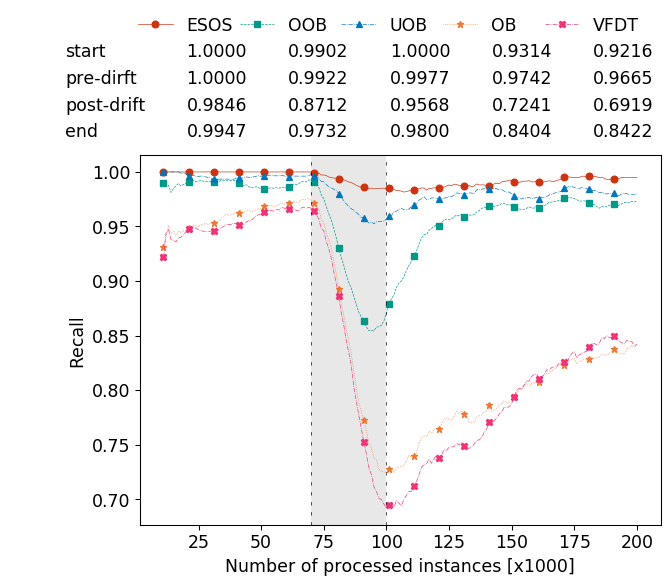 ESOS OOB UOB OB VFDT
start 1.0000 0.9902 1.0000 0.9314 0.9216
pre-dirft 1.0000 0.9922 0.9977 0.9742 0.9665
post-drift 0.9846 0.8712 0.9568 0.7241 0.6919
end 0.9947 0.9732 0.9800 0.8404 0.8422
1.00
0.95
0.90
0.85
0.80
0.75
0.70
Recall
25 50 75 100 125 150 175 200
Number of processed instances [x1000]